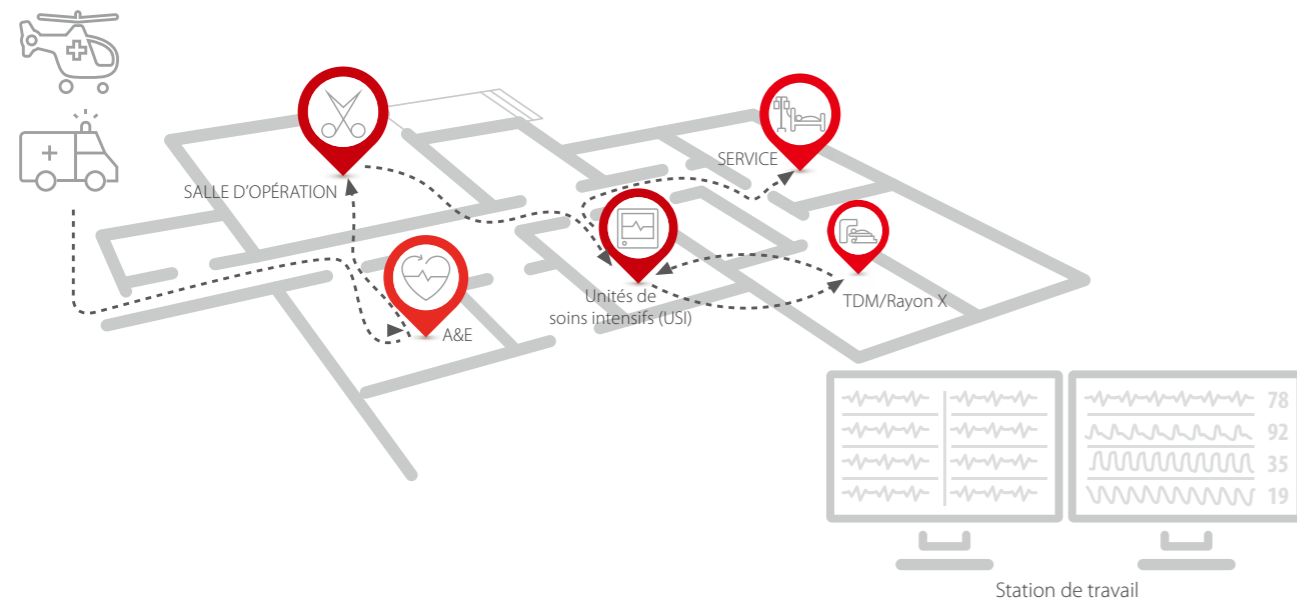 SERVICE
SALLE D'OPÉRATION
Unités de
soins intensifs (USI)
TDM/Rayon X
A&E
78
92
35
19
Station de travail